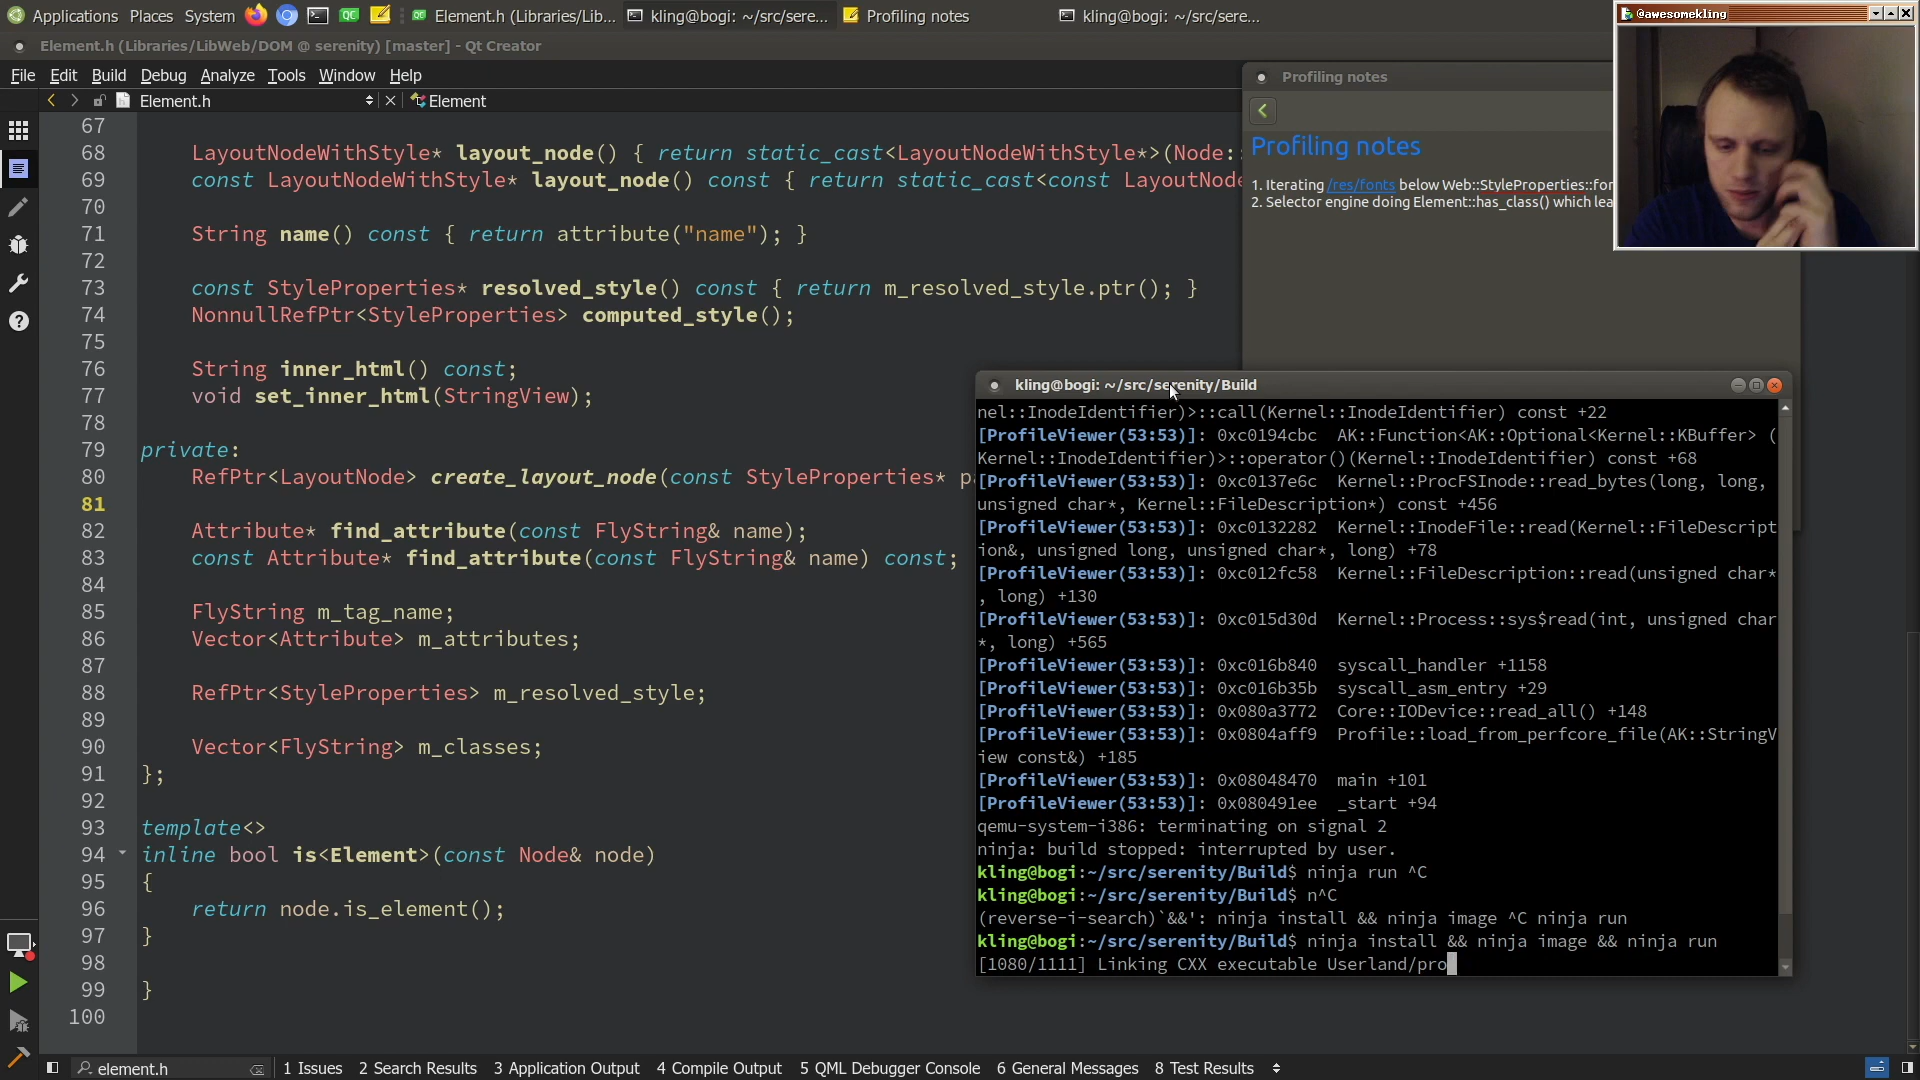 Applications Places System Element.h (Libraries/Lib... kling@bogi: ~/src/sere... Profiling notes kling@bogi: ~/src/sere...
@awesomekling
Element.h (Libraries/LibWeb/DOM @ serenity) [master] - Qt Creator
File Edit Build Debug Analyze Tools Window Help
Element.h Element
67
68 LayoutNodeWithStyle* layout_node() { return static_cast<LayoutNodeWithStyle*>(Node::
69 const LayoutNodeWithStyle* layout_node() const { return static_cast<const LayoutNode
70
71 String name() const { return attribute("name"); }
72
73 const StyleProperties* resolved_style() const { return m_resolved_style.ptr(); }
74 NonnullRefPtr<StyleProperties> computed_style();
75
76 String inner_html() const;
77 void set_inner_html(StringView);
78
79 private:
80 RefPtr<LayoutNode> create_layout_node(const StyleProperties* p
81
82 Attribute* find_attribute(const FlyString& name);
83 const Attribute* find_attribute(const FlyString& name) const;
84
85 FlyString m_tag_name;
86 Vector<Attribute> m_attributes;
87
88 RefPtr<StyleProperties> m_resolved_style;
89
90 Vector<FlyString> m_classes;
91 };
92
93 template<>
94 inline bool is<Element>(const Node& node)
95 {
96 return node.is_element();
97 }
98
99 }
100
Profiling notes
Profiling notes
1. Iterating /res/fonts below Web::StyleProperties::for
2. Selector engine doing Element::has_class() which lea
kling@bogi: ~/src/serenity/Build
nel::InodeIdentifier)>::call(Kernel::InodeIdentifier) const +22
[ProfileViewer(53:53)]: 0xc0194cbc AK::Function<AK::Optional<Kernel::KBuffer> (
Kernel::InodeIdentifier)>::operator()(Kernel::InodeIdentifier) const +68
[ProfileViewer(53:53)]: 0xc0137e6c Kernel::ProcFSInode::read_bytes(long, long,
unsigned char*, Kernel::FileDescription*) const +456
[ProfileViewer(53:53)]: 0xc0132282 Kernel::InodeFile::read(Kernel::FileDescript
ion&, unsigned long, unsigned char*, long) +78
[ProfileViewer(53:53)]: 0xc012fc58 Kernel::FileDescription::read(unsigned char*
, long) +130
[ProfileViewer(53:53)]: 0xc015d30d Kernel::Process::sys$read(int, unsigned char
*, long) +565
[ProfileViewer(53:53)]: 0xc016b840 syscall_handler +1158
[ProfileViewer(53:53)]: 0xc016b35b syscall_asm_entry +29
[ProfileViewer(53:53)]: 0x080a3772 Core::IODevice::read_all() +148
[ProfileViewer(53:53)]: 0x0804aff9 Profile::load_from_perfcore_file(AK::StringV
iew const&) +185
[ProfileViewer(53:53)]: 0x08048470 main +101
[ProfileViewer(53:53)]: 0x080491ee _start +94
qemu-system-i386: terminating on signal 2
ninja: build stopped: interrupted by user.
kling@bogi:~/src/serenity/Build$ ninja run ^C
kling@bogi:~/src/serenity/Build$ n^C
(reverse-i-search)`&&': ninja install && ninja image ^C ninja run
kling@bogi:~/src/serenity/Build$ ninja install && ninja image && ninja run
[1080/1111] Linking CXX executable Userland/pro
element.h 1 Issues 2 Search Results 3 Application Output 4 Compile Output 5 QML Debugger Console 6 General Messages 8 Test Results